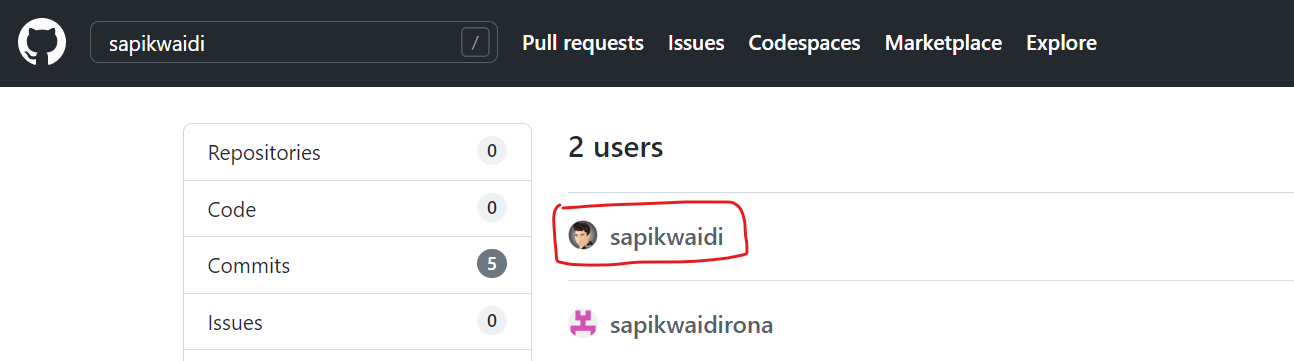 sapikwaidi / Pull requests Issues Codespaces Marketplace Explore
Repositories 0
Code 0
Commits 5
Issues 0
2 users
sapikwaidi
sapikwaidirona